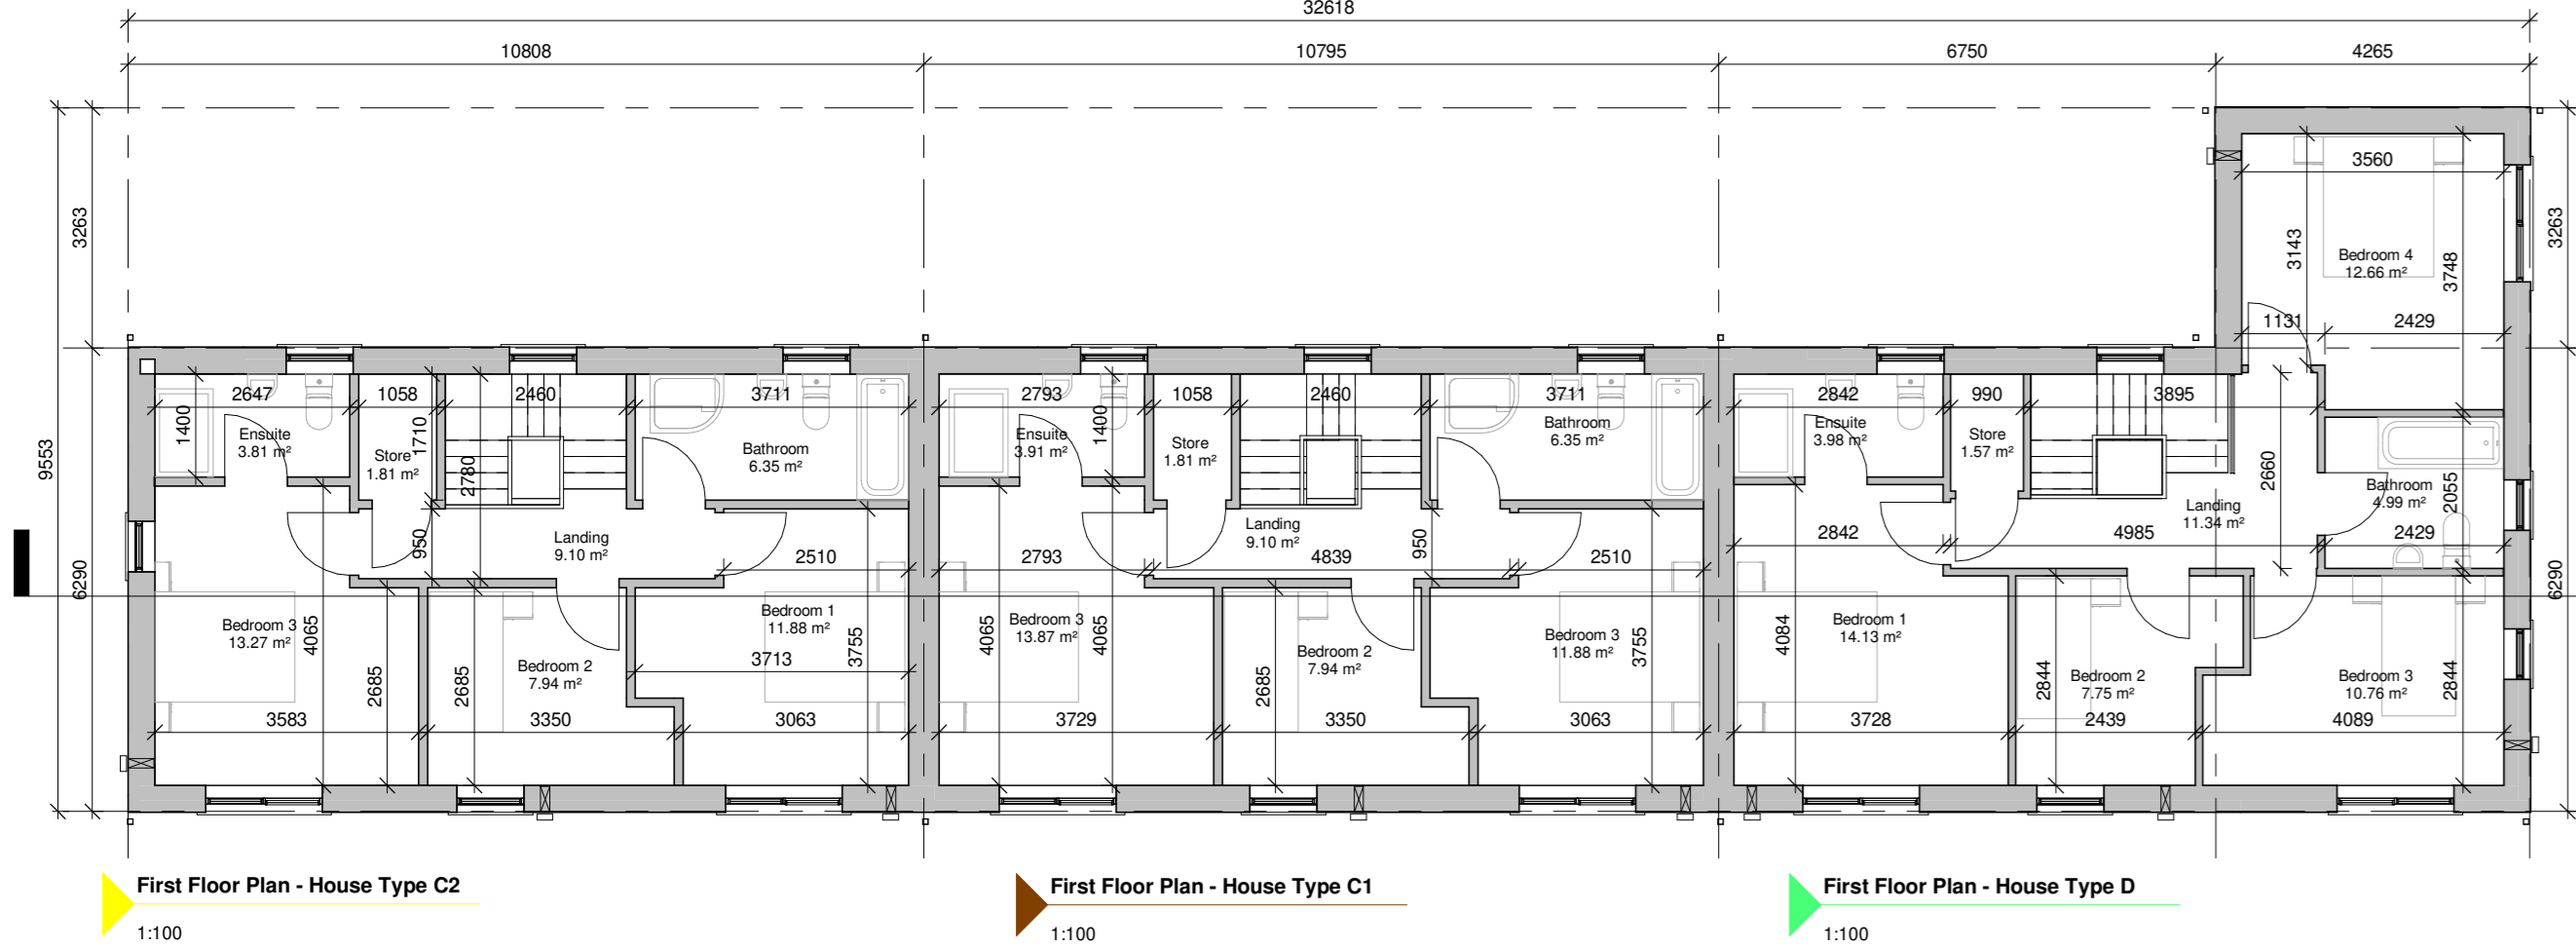 32618
10808
10795
6750
4265
3263
9553
6290
3263
6290
3560
3143
3748
Bedroom 4
12.66 m²
1131
2429
2647
1058
2460
3711
1400
1710
2780
Ensuite
3.81 m²
Store
1.81 m²
Bathroom
6.35 m²
950
Landing
9.10 m²
2510
Bedroom 3
13.27 m²
4065
2685
2685
Bedroom 2
7.94 m²
Bedroom 1
11.88 m²
3755
3713
3583
3350
3063
2793
1058
2460
3711
1400
Ensuite
3.91 m²
Store
1.81 m²
Bathroom
6.35 m²
Landing
9.10 m²
950
2793
4839
2510
4065
Bedroom 3
13.87 m²
4065
2685
Bedroom 2
7.94 m²
Bedroom 3
11.88 m²
3755
3729
3350
3063
2842
990
3895
Ensuite
3.98 m²
Store
1.57 m²
2660
Landing
11.34 m²
Bathroom
4.99 m²
2055
2842
4985
2429
4084
Bedroom 1
14.13 m²
2844
Bedroom 2
7.75 m²
Bedroom 3
10.76 m²
2844
3728
2439
4089
First Floor Plan - House Type C2
1:100
First Floor Plan - House Type C1
1:100
First Floor Plan - House Type D
1:100